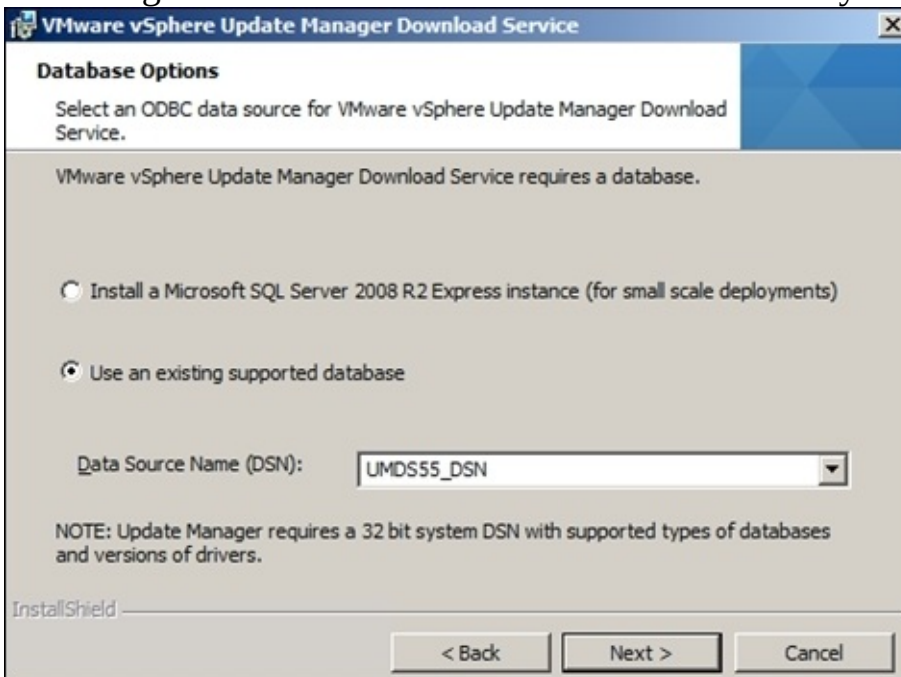 VMware vSphere Update Manager Download Service
Database Options
Select an ODBC data source for VMware vSphere Update Manager Download
Service.
VMware vSphere Update Manager Download Service requires a database.
Install a Microsoft SQL Server 2008 R2 Express instance (for small scale deployments)
Use an existing supported database
Data Source Name (DSN):
UMDS55_DSN
NOTE: Update Manager requires a 32 bit system DSN with supported types of databases
and versions of drivers.
InstallShield
< Back
Next >
Cancel